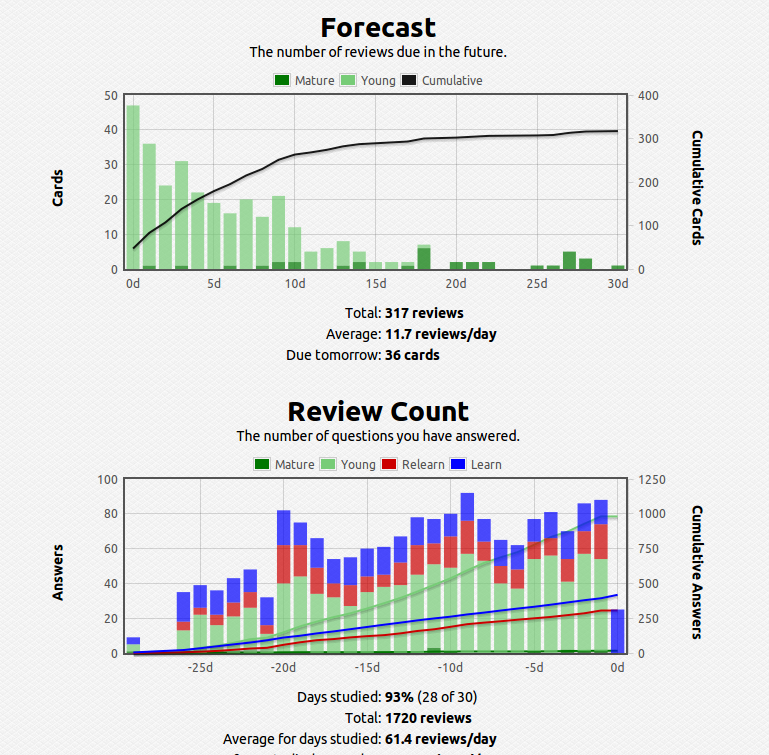 Forecast
The number of reviews due in the future.
Mature Young Cumulative
50 400
40 300
30
20 200
10 100
0 0
Cards
Cumulative Cards
0d 5d 10d 15d 20d 25d 30d
Total: 317 reviews
Average: 11.7 reviews/day
Due tomorrow: 36 cards
Review Count
The number of questions you have answered.
Mature Young Relearn Learn
100 1250
80 1000
60 750
40 500
20 250
0 0
Answers
Cumulative Answers
-25d -20d -15d -10d -5d 0d
Days studied: 93% (28 of 30)
Total: 1720 reviews
Average for days studied: 61.4 reviews/day